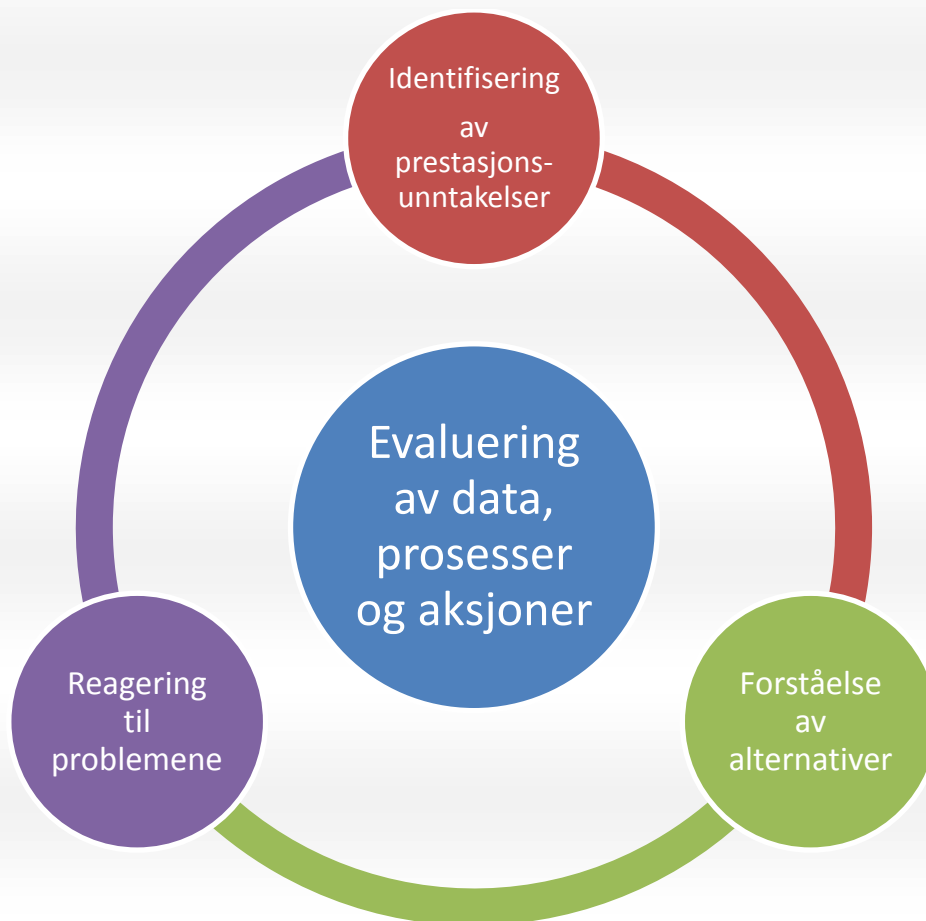 Identifisering
av
prestasjons-
unntakelser
Evaluering
av data,
prosesser
og aksjoner
Reagering
til
problemene
Forståelse
av
alternativer